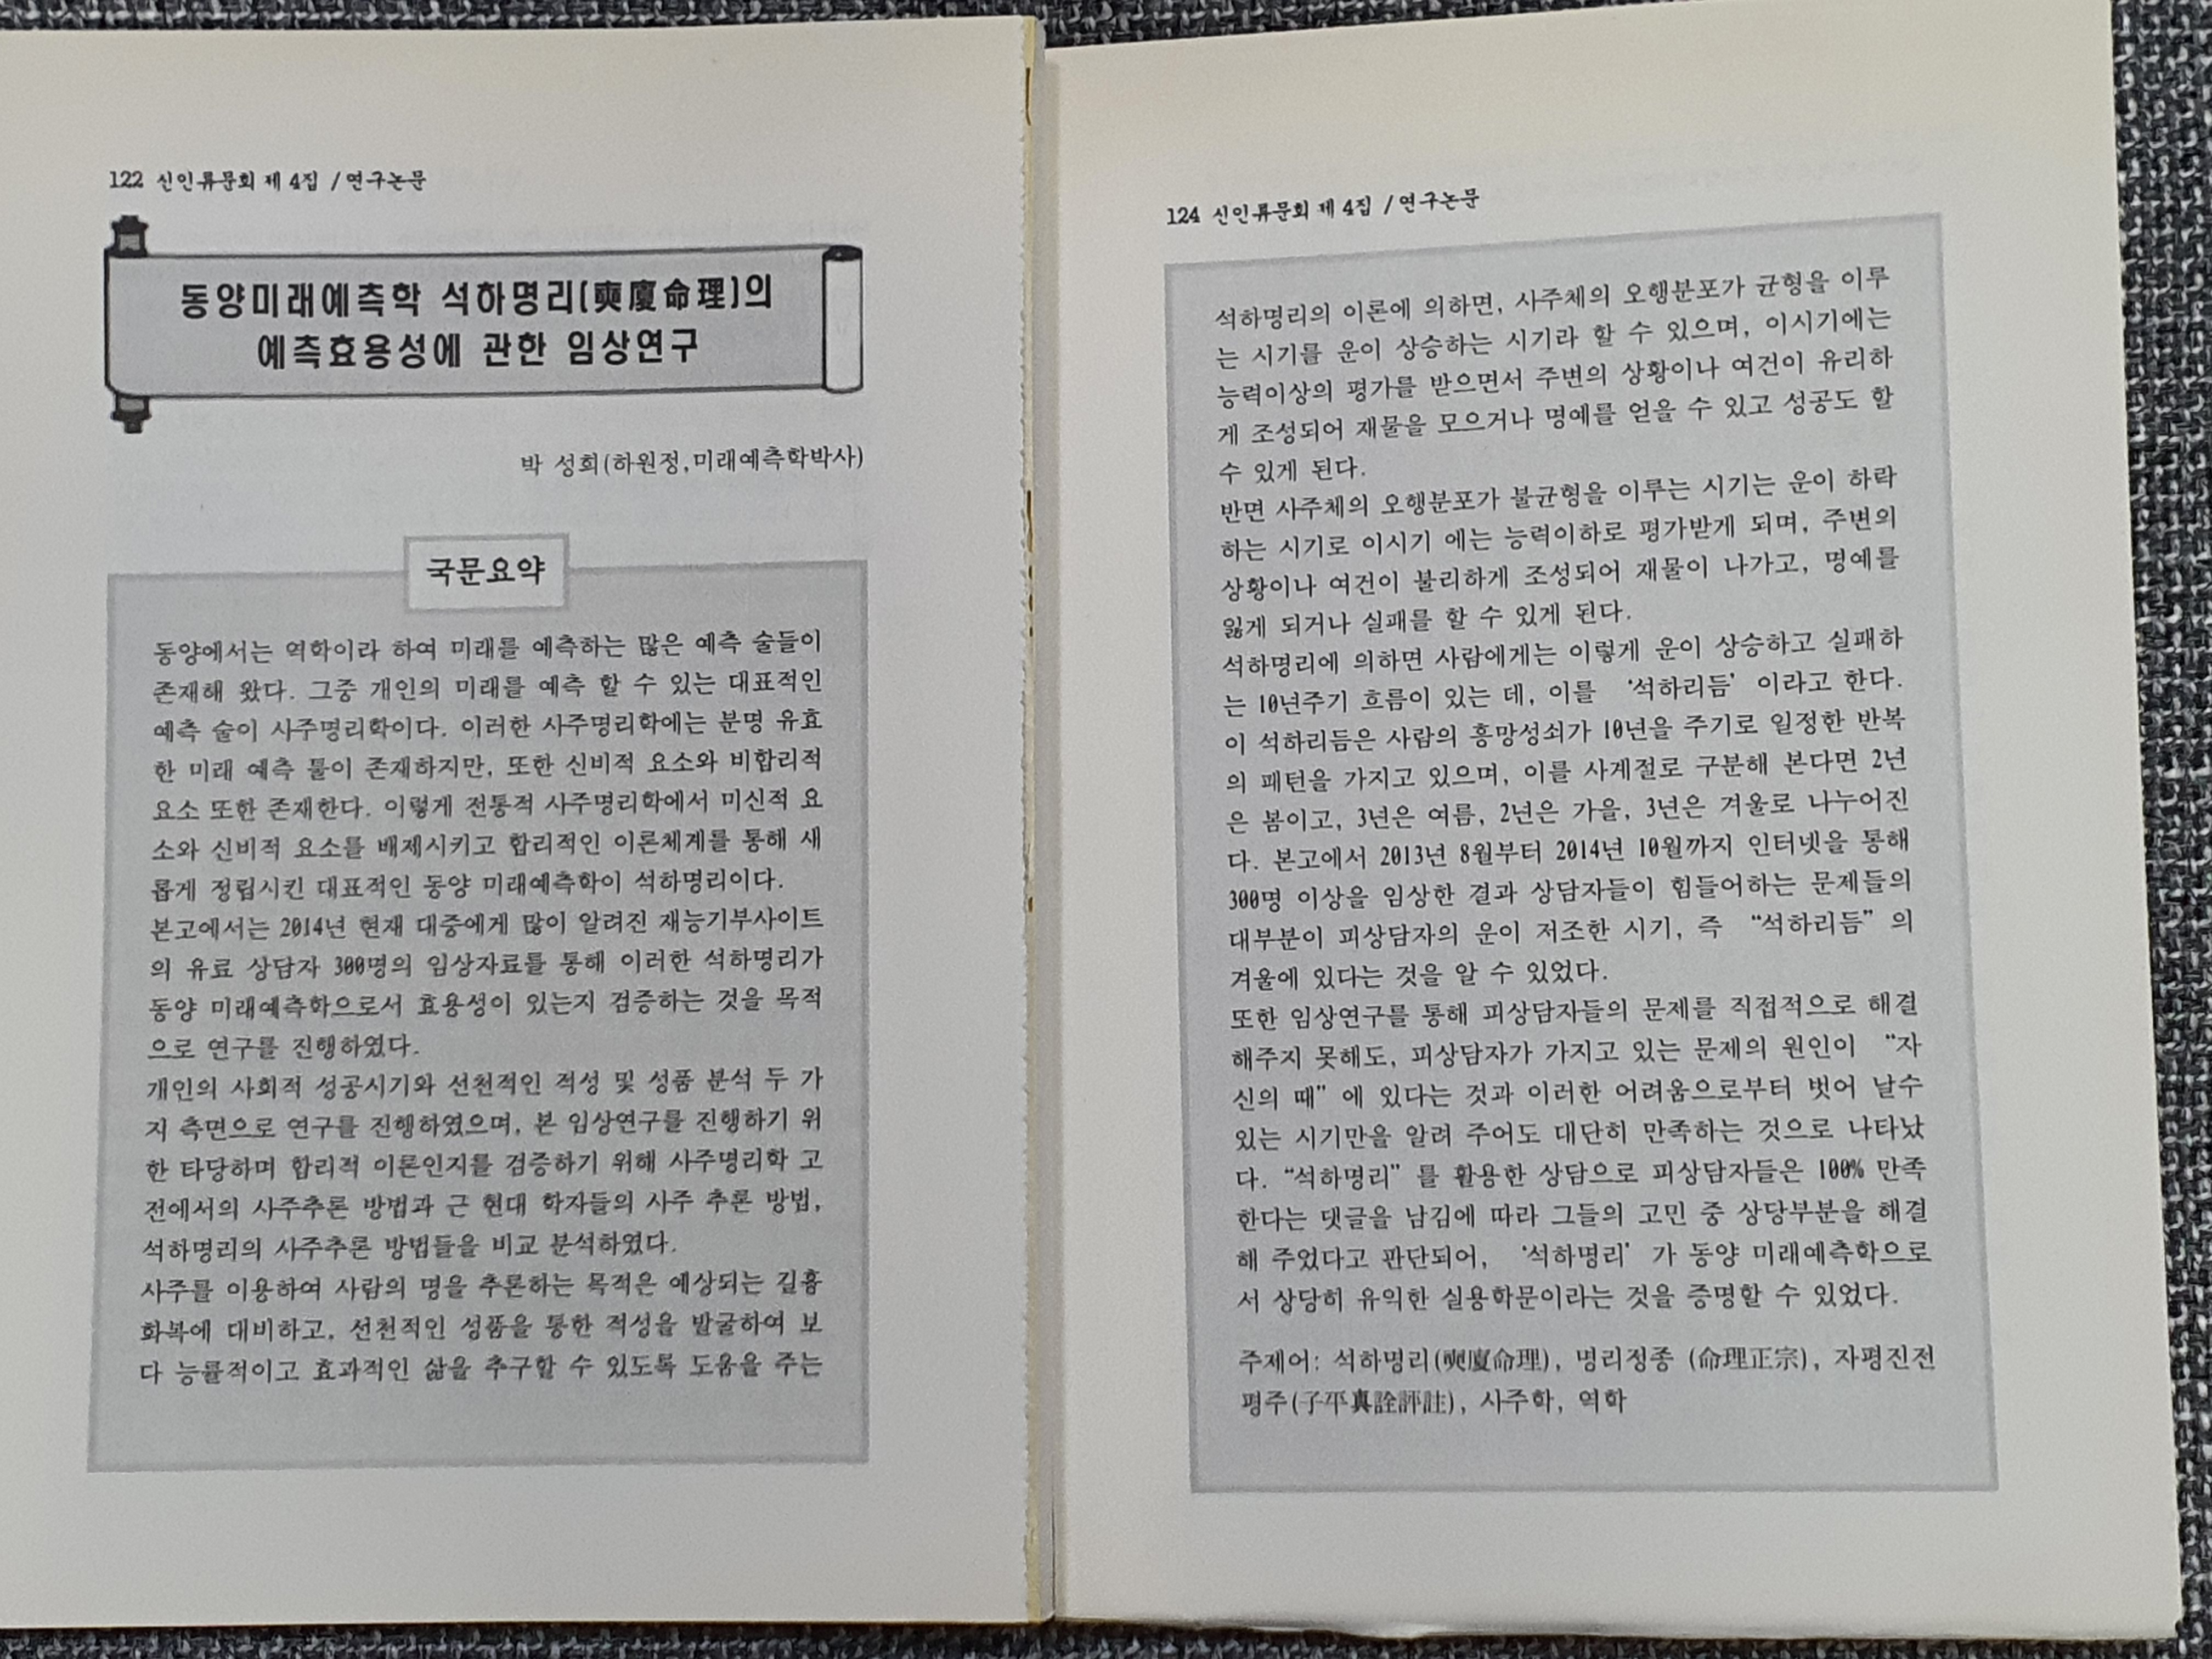 122 신인류문회 제 4집 / 연구논문
동양미래예측학 석하명리(奭廈命理)의
예측효용성에 관한 임상연구
박 성희(하원정,미래예측학박사)
국문요약
동양에서는 역학이라 하여 미래를 예측하는 많은 예측 술들이
존재해 왔다. 그중 개인의 미래를 예측 할 수 있는 대표적인
예측 술이 사주명리학이다. 이러한 사주명리학에는 분명 유효
한 미래 예측 툴이 존재하지만, 또한 신비적 요소와 비합리적
요소 또한 존재한다. 이렇게 전통적 사주명리학에서 미신적 요
소와 신비적 요소를 배제시키고 합리적인 이론체계를 통해 새
롭게 정립시킨 대표적인 동양 미래예측학이 석하명리이다.
본고에서는 2014년 현재 대중에게 많이 알려진 재능기부사이트
의 유료 상담자 300명의 임상자료를 통해 이러한 석하명리가
동양 미래예측학으로서 효용성이 있는지 검증하는 것을 목적
으로 연구를 진행하였다.
개인의 사회적 성공시기와 선천적인 적성 및 성품 분석 두 가
지 측면으로 연구를 진행하였으며, 본 임상연구를 진행하기 위
한 타당하며 합리적 이론인지를 검증하기 위해 사주명리학 고
전에서의 사주추론 방법과 근 현대 학자들의 사주 추론 방법,
석하명리의 사주추론 방법들을 비교 분석하였다.
사주를 이용하여 사람의 명을 추론하는 목적은 예상되는 길흉
화복에 대비하고, 선천적인 성품을 통한 적성을 발굴하여 보
다 능률적이고 효과적인 삶을 추구할 수 있도록 도움을 주는
124 신인류문회 제 4집 / 연구논문
석하명리의 이론에 의하면, 사주체의 오행분포가 균형을 이루
는 시기를 운이 상승하는 시기라 할 수 있으며, 이시기에는
능력이상의 평가를 받으면서 주변의 상황이나 여건이 유리하
게 조성되어 재물을 모으거나 명예를 얻을 수 있고 성공도 할
수 있게 된다.
반면 사주체의 오행분포가 불균형을 이루는 시기는 운이 하락
하는 시기로 이시기 에는 능력이하로 평가받게 되며, 주변의
상황이나 여건이 불리하게 조성되어 재물이 나가고, 명예를
잃게 되거나 실패를 할 수 있게 된다.
석하명리에 의하면 사람에게는 이렇게 운이 상승하고 실패하
는 10년주기 흐름이 있는 데, 이를 ‘석하리듬’ 이라고 한다.
이 석하리듬은 사람의 흥망성쇠가 10년을 주기로 일정한 반복
의 패턴을 가지고 있으며, 이를 사계절로 구분해 본다면 2년
은 봄이고, 3년은 여름, 2년은 가을, 3년은 겨울로 나누어진
다. 본고에서 2013년 8월부터 2014년 10월까지 인터넷을 통해
300명 이상을 임상한 결과 상담자들이 힘들어하는 문제들의
대부분이 피상담자의 운이 저조한 시기, 즉 “석하리듬” 의
겨울에 있다는 것을 알 수 있었다.
또한 임상연구를 통해 피상담자들의 문제를 직접적으로 해결
해주지 못해도, 피상담자가 가지고 있는 문제의 원인이 “자
신의 때” 에 있다는 것과 이러한 어려움으로부터 벗어 날수
있는 시기만을 알려 주어도 대단히 만족하는 것으로 나타났
다. “석하명리” 를 활용한 상담으로 피상담자들은 100% 만족
한다는 댓글을 남김에 따라 그들의 고민 중 상당부분을 해결
해 주었다고 판단되어, ‘석하명리’ 가 동양 미래예측학으로
서 상당히 유익한 실용학문이라는 것을 증명할 수 있었다.
주제어: 석하명리(奭廈命理), 명리정종 (命理正宗), 자평진전
평주(子平眞詮評註), 사주학, 역학